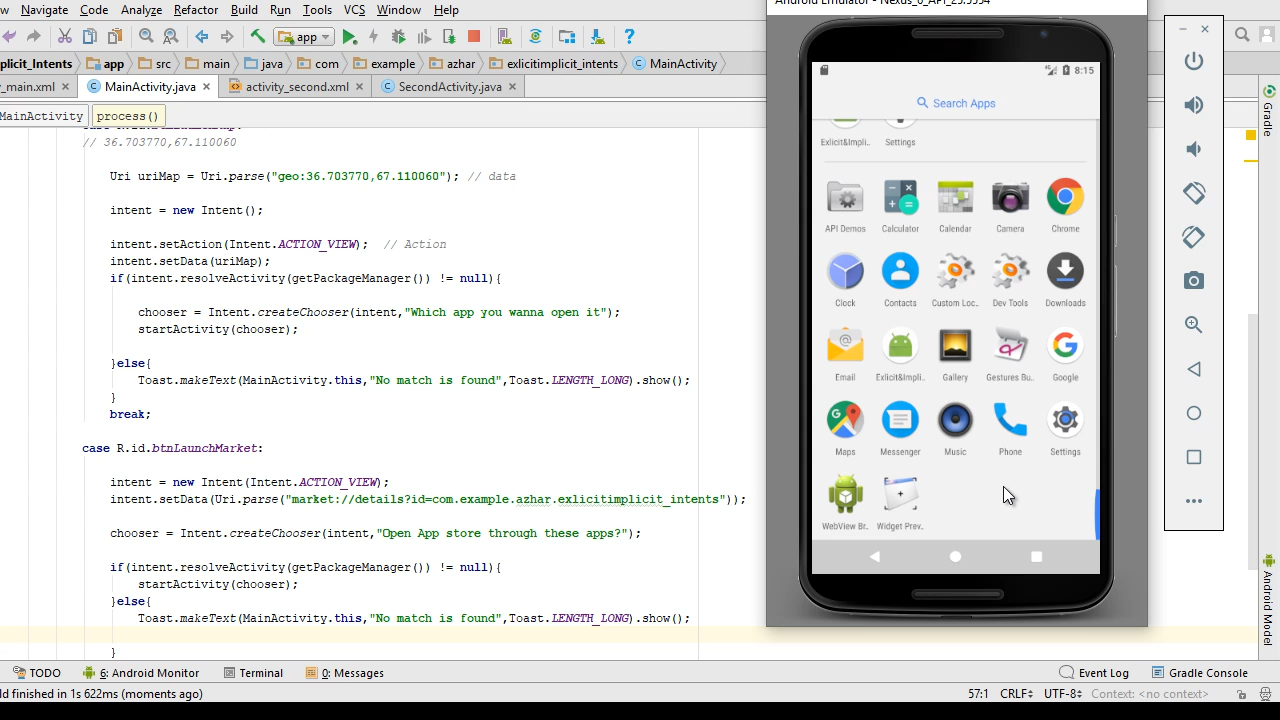 w Navigate Code Analyze Refactor Build Run Tools VCS Window Help
app
plicit_Intents app src main java com example azhar exlicitimplicit_intents MainActivity
_main.xml MainActivity.java activity_second.xml SecondActivity.java
MainActivity process()
// 36.703770,67.110060
Uri uriMap = Uri.parse("geo:36.703770,67.110060"); // data
intent = new Intent();
intent.setAction(Intent.ACTION_VIEW); // Action
intent.setData(uriMap);
if(intent.resolveActivity(getPackageManager()) != null){
chooser = Intent.createChooser(intent,"Which app you wanna open it");
startActivity(chooser);
}else{
Toast.makeText(MainActivity.this,"No match is found",Toast.LENGTH_LONG).show();
}
break;
case R.id.btnLaunchMarket:
intent = new Intent(Intent.ACTION_VIEW);
intent.setData(Uri.parse("market://details?id=com.example.azhar.exlicitimplicit_intents"));
chooser = Intent.createChooser(intent,"Open App store through these apps?");
if(intent.resolveActivity(getPackageManager()) != null){
startActivity(chooser);
}else{
Toast.makeText(MainActivity.this,"No match is found",Toast.LENGTH_LONG).show();
}
8:15
Search Apps
Exlicit&Impli.. Settings
API Demos Calculator Calendar Camera Chrome
Clock Contacts Custom Loc.. Dev Tools Downloads
Email Exlicit&Impli.. Gallery Gestures Bu.. Google
Maps Messenger Music Phone Settings
WebView Br.. Widget Prev..
Gradle
Android Model
TODO 6: Android Monitor Terminal 0: Messages Event Log Gradle Console
ld finished in 1s 622ms (moments ago) 57:1 CRLF UTF-8 Context: <no context>